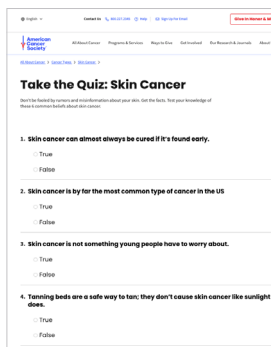 English
Contact Us
Help
Sign Up for Email
Give In Honor & M
American
Cancer
Society
All About Cancer Programs & Services Ways to Give Get Involved Our Research & Journals About
All About Cancer > Cancer Types > Skin Cancer >
Take the Quiz: Skin Cancer
Don't be fooled by rumors and misinformation about your skin. Get the facts. Test your knowledge of
these 6 common beliefs about skin cancer.
1. Skin cancer can almost always be cured if it's found early.
True
False
2. Skin cancer is by far the most common type of cancer in the US
True
False
3. Skin cancer is not something young people have to worry about.
True
False
4. Tanning beds are a safe way to tan; they don't cause skin cancer like sunlight
does.
True
False